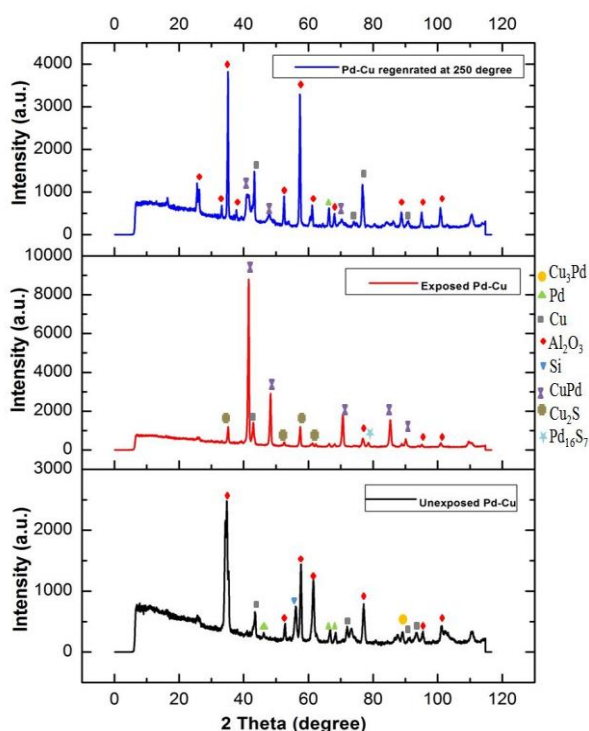 0 20 40 60 80 100 120
Pd-Cu regenrated at 250 degree
4000
3000
2000
1000
0
Intensity (a.u.)
Exposed Pd-Cu
10000
8000
6000
4000
2000
0
Intensity (a.u.)
Unexposed Pd-Cu
3000
2000
1000
0
Intensity (a.u.)
0 20 40 60 80 100 120
2 Theta (degree)
Cu₃Pd
Pd
Cu
Al₂O₃
Si
CuPd
Cu₂S
Pd₁₆S₇